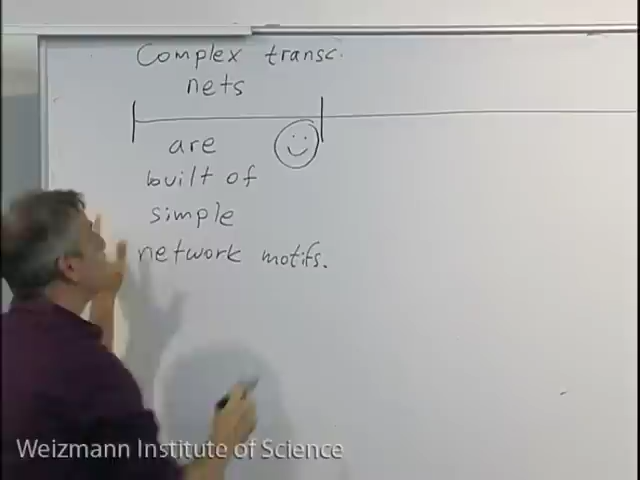 Complex transc.
nets
are
built of
simple
network motifs.
Weizmann Institute of Science